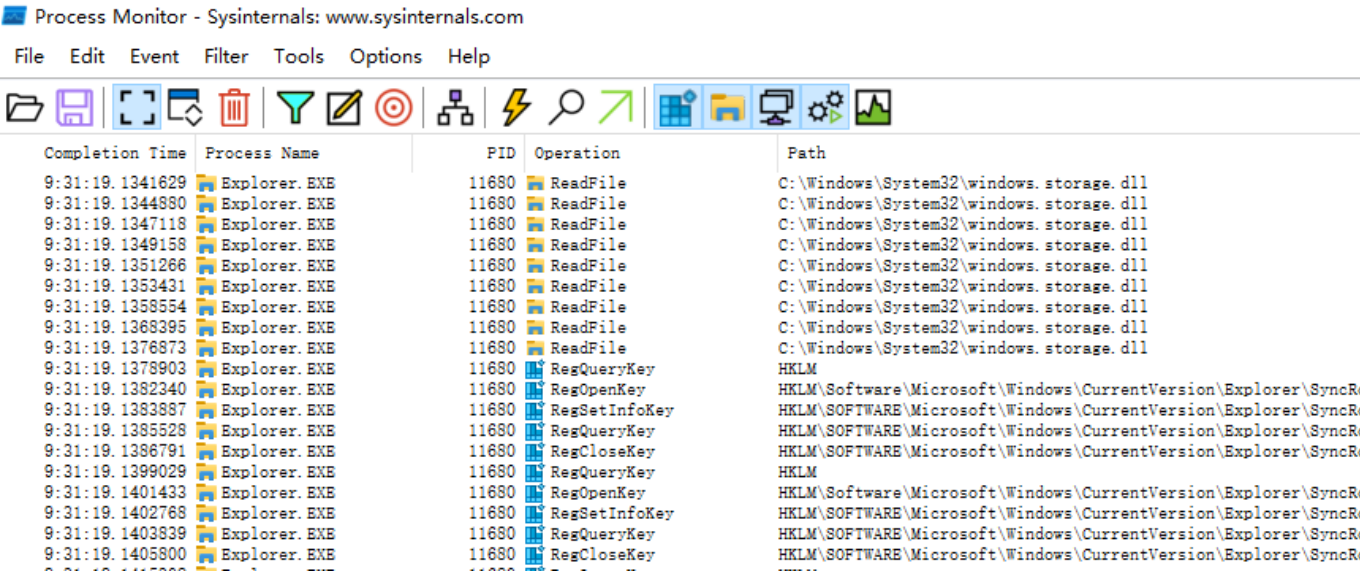 Process Monitor - Sysinternals: www.sysinternals.com
File Edit Event Filter Tools Options Help
Completion Time Process Name PID Operation Path
9:31:19.1341629 Explorer.EXE 11680 ReadFile C:\Windows\System32\windows.storage.dll
9:31:19.1344880 Explorer.EXE 11680 ReadFile C:\Windows\System32\windows.storage.dll
9:31:19.1347118 Explorer.EXE 11680 ReadFile C:\Windows\System32\windows.storage.dll
9:31:19.1349158 Explorer.EXE 11680 ReadFile C:\Windows\System32\windows.storage.dll
9:31:19.1351266 Explorer.EXE 11680 ReadFile C:\Windows\System32\windows.storage.dll
9:31:19.1353431 Explorer.EXE 11680 ReadFile C:\Windows\System32\windows.storage.dll
9:31:19.1358554 Explorer.EXE 11680 ReadFile C:\Windows\System32\windows.storage.dll
9:31:19.1368395 Explorer.EXE 11680 ReadFile C:\Windows\System32\windows.storage.dll
9:31:19.1376873 Explorer.EXE 11680 ReadFile C:\Windows\System32\windows.storage.dll
9:31:19.1378903 Explorer.EXE 11680 RegQueryKey HKLM
9:31:19.1382340 Explorer.EXE 11680 RegOpenKey HKLM\Software\Microsoft\Windows\CurrentVersion\Explorer\SyncRo
9:31:19.1383887 Explorer.EXE 11680 RegSetInfoKey HKLM\SOFTWARE\Microsoft\Windows\CurrentVersion\Explorer\SyncRo
9:31:19.1385528 Explorer.EXE 11680 RegQueryKey HKLM\SOFTWARE\Microsoft\Windows\CurrentVersion\Explorer\SyncRo
9:31:19.1386791 Explorer.EXE 11680 RegCloseKey HKLM\SOFTWARE\Microsoft\Windows\CurrentVersion\Explorer\SyncRo
9:31:19.1399029 Explorer.EXE 11680 RegQueryKey HKLM
9:31:19.1401433 Explorer.EXE 11680 RegOpenKey HKLM\Software\Microsoft\Windows\CurrentVersion\Explorer\SyncRo
9:31:19.1402768 Explorer.EXE 11680 RegSetInfoKey HKLM\SOFTWARE\Microsoft\Windows\CurrentVersion\Explorer\SyncRo
9:31:19.1403839 Explorer.EXE 11680 RegQueryKey HKLM\SOFTWARE\Microsoft\Windows\CurrentVersion\Explorer\SyncRo
9:31:19.1405800 Explorer.EXE 11680 RegCloseKey HKLM\SOFTWARE\Microsoft\Windows\CurrentVersion\Explorer\SyncRo